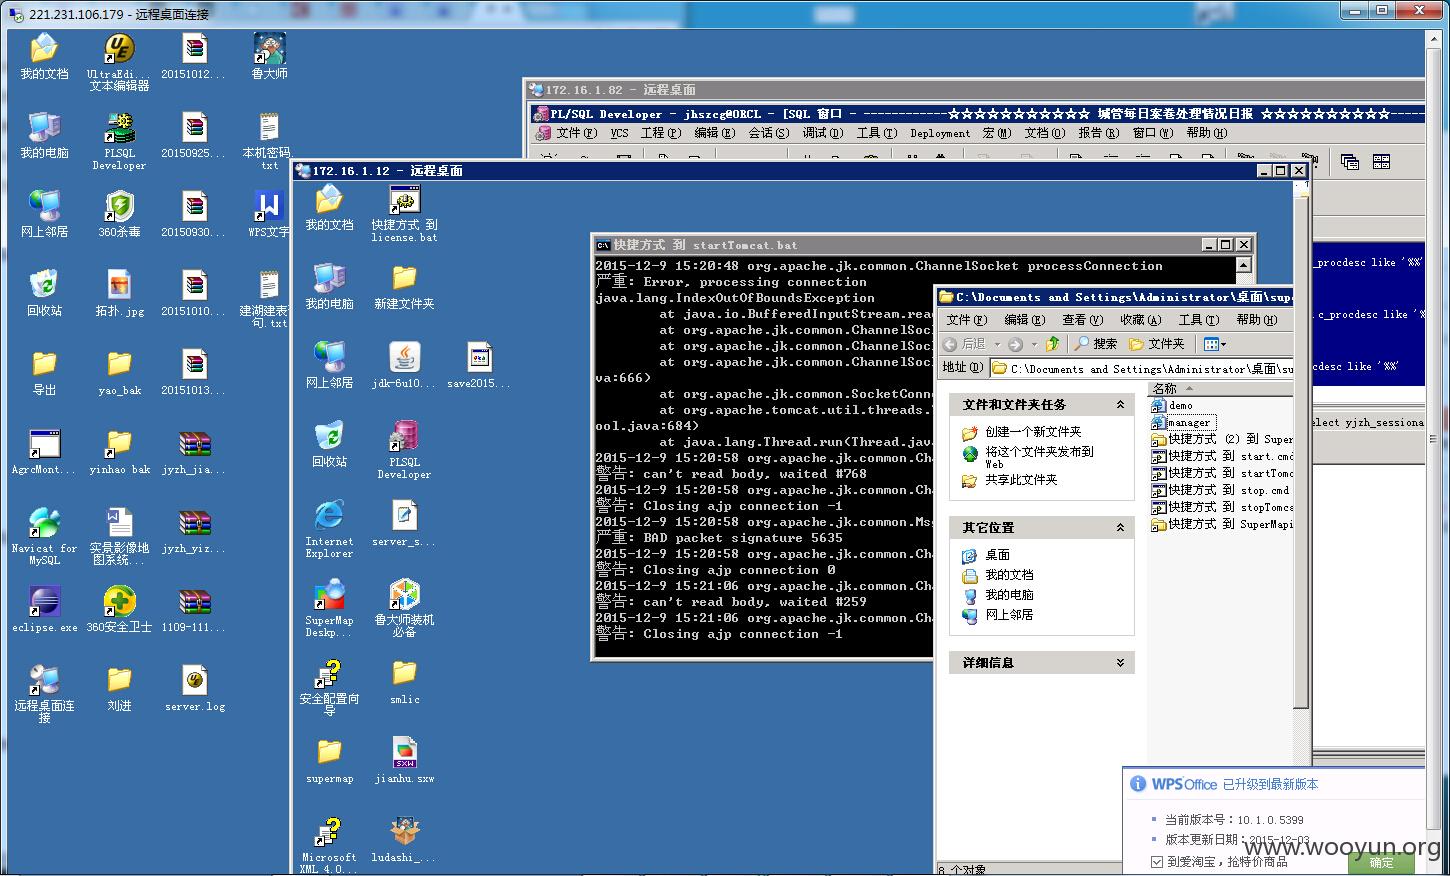 221.231.106.179 - 远程桌面连接
我的文档
UltraEdi...
文本编辑器
20151012...
鲁大师
我的电脑
PLSQL
Developer
20150925...
本机密码.
txt
网上邻居
360杀毒
20150930...
WPS文字
回收站
拓扑.jpg
20151010...
导出
yao_bak
20151013...
AgrcMont...
yinhao bak
jyzh_jia...
Navicat for
MySQL
实景影像地
图系统...
jyzh_yiz...
eclipse.exe
360安全卫士
1109-111...
远程桌面连
接
刘进
server.log
172.16.1.82 - 远程桌面
PL/SQL Developer - jhszcg@ORCL - [SQL 窗口 - ------------☆☆☆☆☆☆☆☆☆☆☆ 城管每日案卷处理情况日报 ☆☆☆☆☆☆☆☆☆☆-----
文件(F) VCS 工程(P) 编辑(E) 会话(S) 调试(D) 工具(T) Deployment 宏(M) 文档(O) 报告(R) 窗口(W) 帮助(H)
_procdesc like '%%'
.c_procdesc like '%
cdesc like '%%'
elect yjzh_sessiona
172.16.1.12 - 远程桌面
我的文档
快捷方式 到
license.bat
我的电脑
新建文件夹
网上邻居
jdk-6u10...
save2015...
回收站
PLSQL
Developer
Internet
Explorer
server_s...
SuperMap
Deskp...
鲁大师装机
必备
安全配置向
导
smlic
supermap
jianhu.sxw
Microsoft
XML 4.0...
ludashi_...
快捷方式 到 startTomcat.bat
2015-12-9 15:20:48 org.apache.jk.common.ChannelSocket processConnection
严重: Error, processing connection
java.lang.IndexOutOfBoundsException
at java.io.BufferedInputStream.rea
at org.apache.jk.common.ChannelSoc
at org.apache.jk.common.ChannelSoc
at org.apache.jk.common.ChannelSoc
va:666)
at org.apache.jk.common.SocketConn
at org.apache.tomcat.util.threads.
ool.java:684)
at java.lang.Thread.run(Thread.jav
2015-12-9 15:20:58 org.apache.jk.common.Ch
警告: can't read body, waited #768
2015-12-9 15:20:58 org.apache.jk.common.Ch
警告: Closing ajp connection -1
2015-12-9 15:20:58 org.apache.jk.common.Msg
严重: BAD packet signature 5635
2015-12-9 15:20:58 org.apache.jk.common.Ch
警告: Closing ajp connection 0
2015-12-9 15:21:06 org.apache.jk.common.Ch
警告: can't read body, waited #259
2015-12-9 15:21:06 org.apache.jk.common.Ch
警告: Closing ajp connection -1
C:\Documents and Settings\Administrator\桌面\supe
文件(F) 编辑(E) 查看(V) 收藏(A) 工具(T) 帮助(H)
后退 搜索 文件夹
地址(D) C:\Documents and Settings\Administrator\桌面\su
文件和文件夹任务
创建一个新文件夹
将这个文件夹发布到
Web
共享此文件夹
其它位置
桌面
我的文档
我的电脑
网上邻居
详细信息
名称
demo
manager
快捷方式 (2) 到 Super
快捷方式 到 start.cmd
快捷方式 到 startTomc
快捷方式 到 stop.cmd
快捷方式 到 stopTomca
快捷方式 到 SuperMapi
8 个对象
WPS Office 已升级到最新版本
当前版本号：10.1.0.5399
版本更新日期：2015-12-03
到爱淘宝，抢特价商品
确定
www.wooyun.org